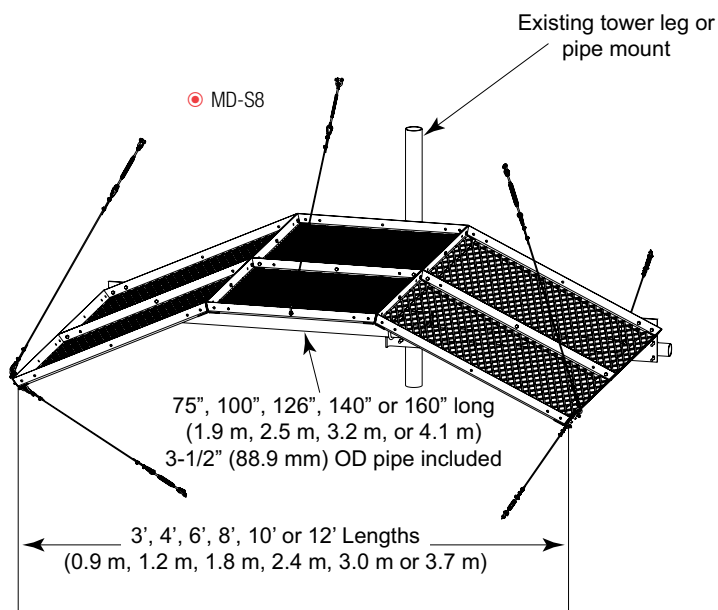 Existing tower leg or
pipe mount
MD-S8
75”, 100”, 126”, 140” or 160” long
(1.9 m, 2.5 m, 3.2 m, or 4.1 m)
3-1/2” (88.9 mm) OD pipe included
3’, 4’, 6’, 8’, 10’ or 12’ Lengths
(0.9 m, 1.2 m, 1.8 m, 2.4 m, 3.0 m or 3.7 m)